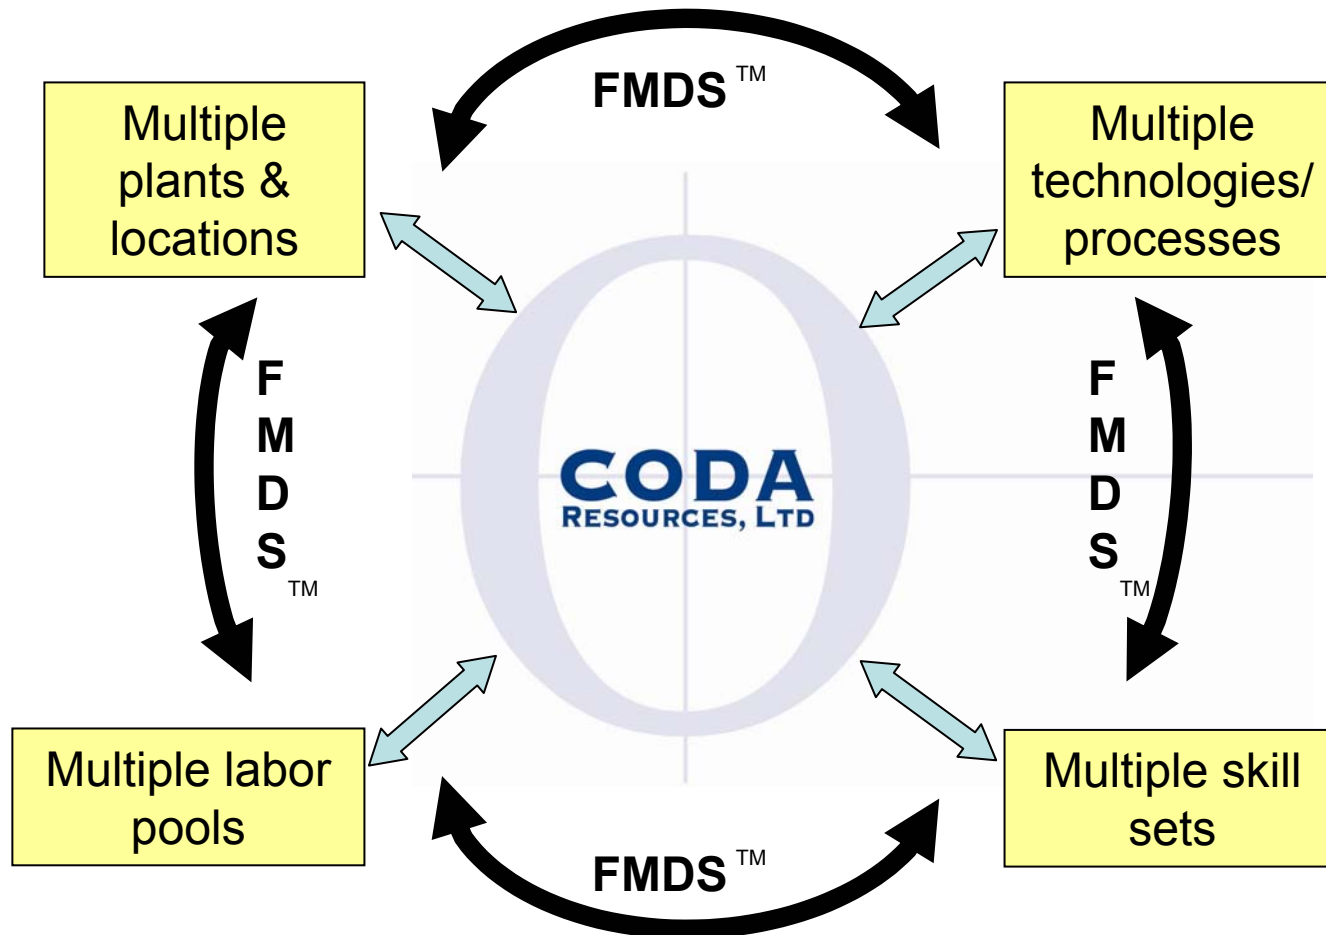 FMDS TM
Multiple
plants &
locations
Multiple
technologies/
processes
F
M
D
S
TM
CODA
RESOURCES, LTD
F
M
D
S
TM
Multiple labor
pools
Multiple skill
sets
FMDS TM